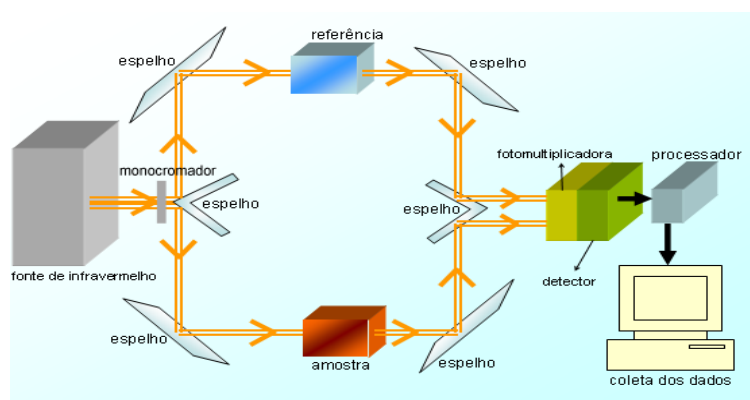 referência
espelho
espelho
monocromador
fotomultiplicadora
processador
espelho
espelho
fonte de infravermelho
detector
espelho
amostra
espelho
coleta dos dados